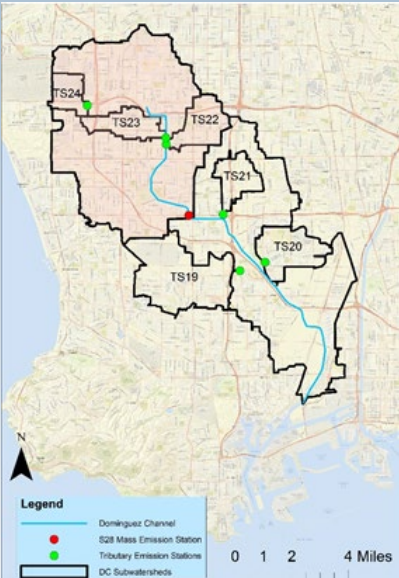 TS24
TS23
TS22
TS21
TS20
TS19
N
Legend
Dominguez Channel
S28 Mass Emission Station
Tributary Emission Stations
DC Subwatersheds
0 1 2 4 Miles